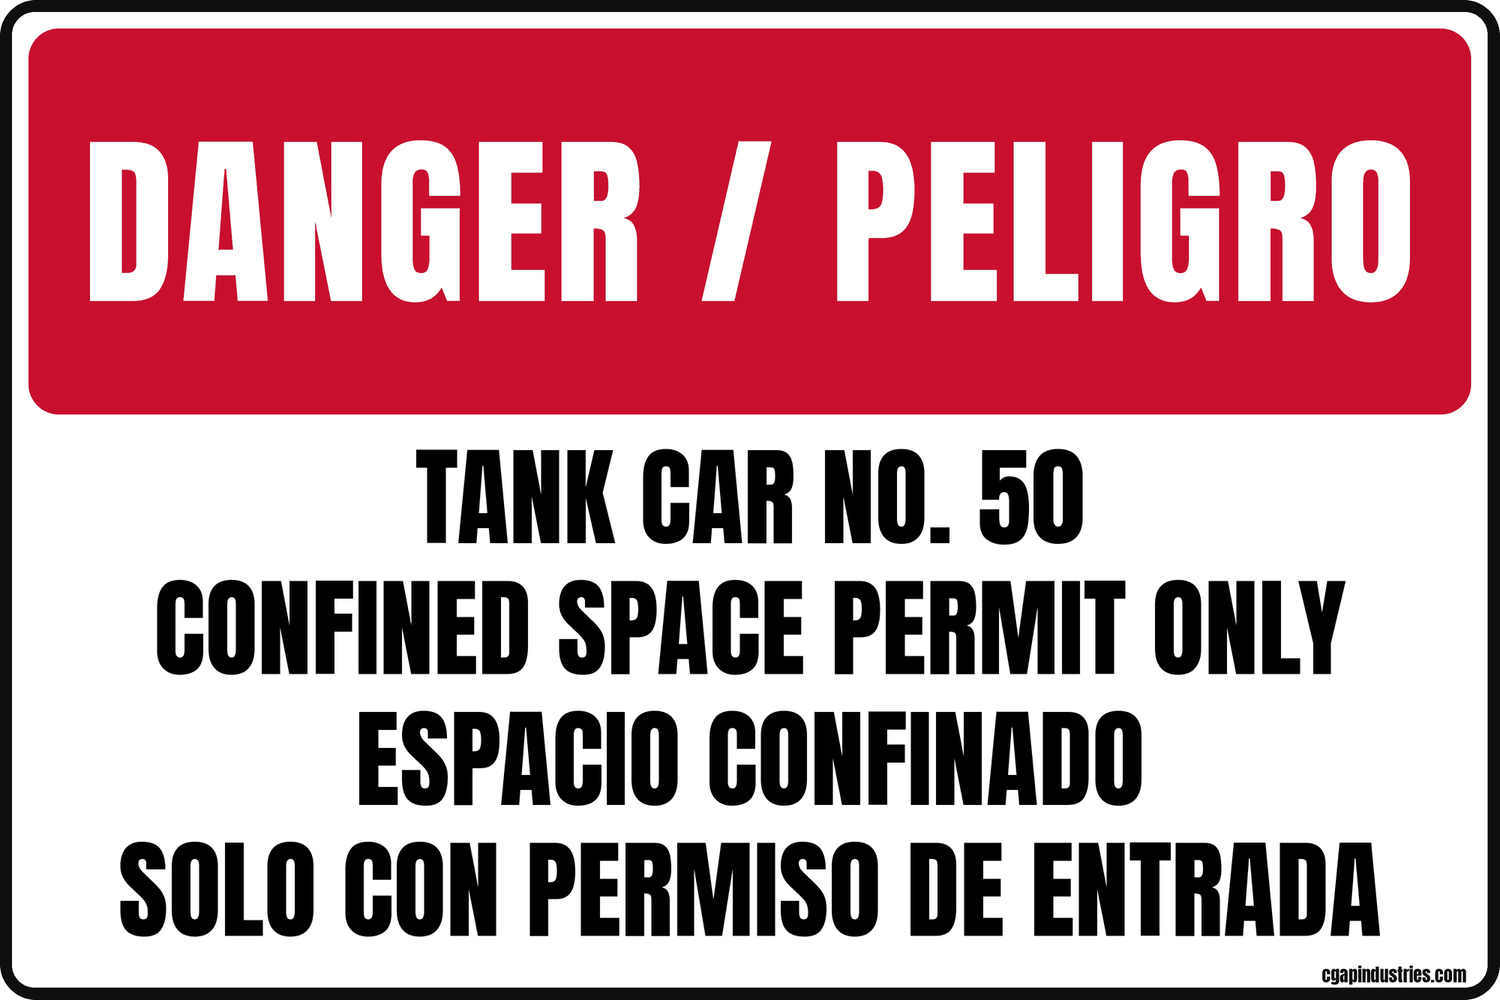 DANGER / PELIGRO
TANK CAR NO. 50
CONFINED SPACE PERMIT ONLY
ESPACIO CONFINADO
SOLO CON PERMISO DE ENTRADA
cgapindustries.com